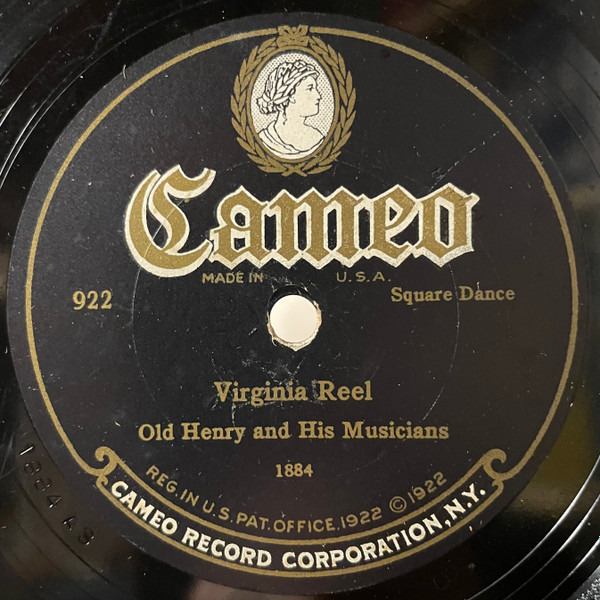 Cameo
MADE IN U.S.A.
922
Square Dance
Virginia Reel
Old Henry and His Musicians
1884
REG. IN U.S. PAT. OFFICE, 1922 © 1922
CAMEO RECORD CORPORATION, N.Y.